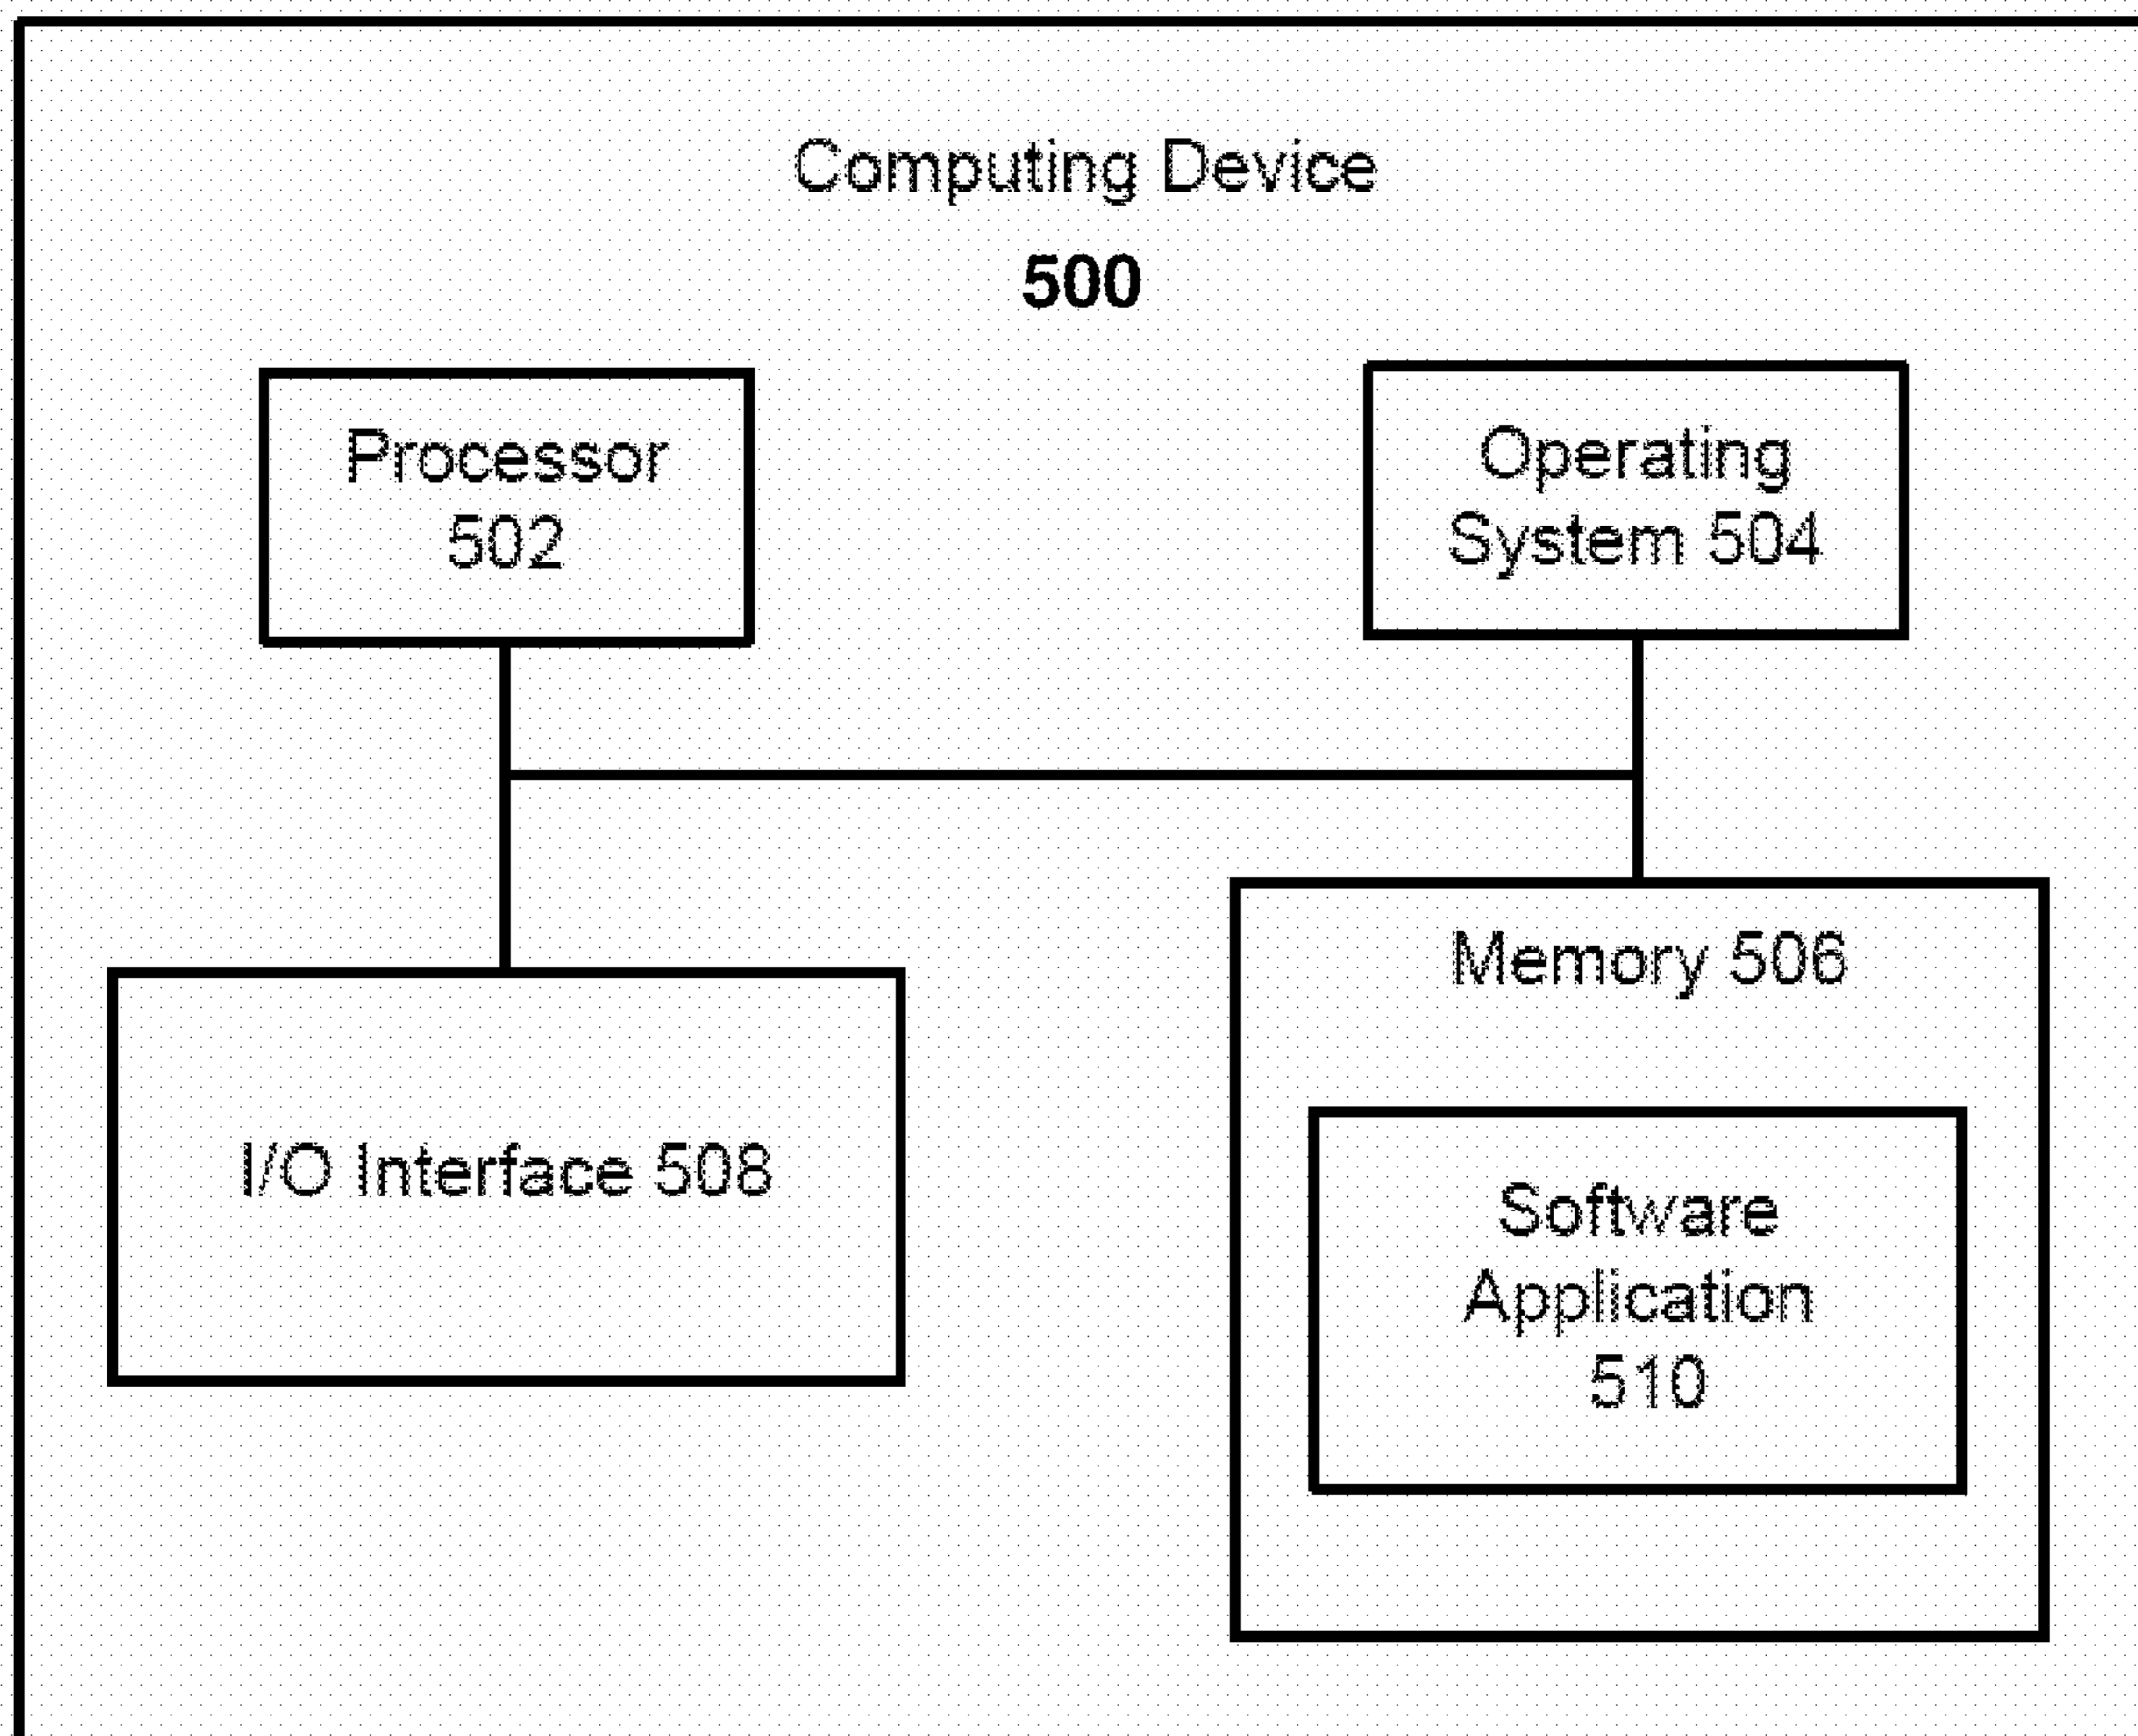 Computing Device
500
Processor
502
Operating
System 504
Memory 506
I/O Interface 508
Software
Application
510